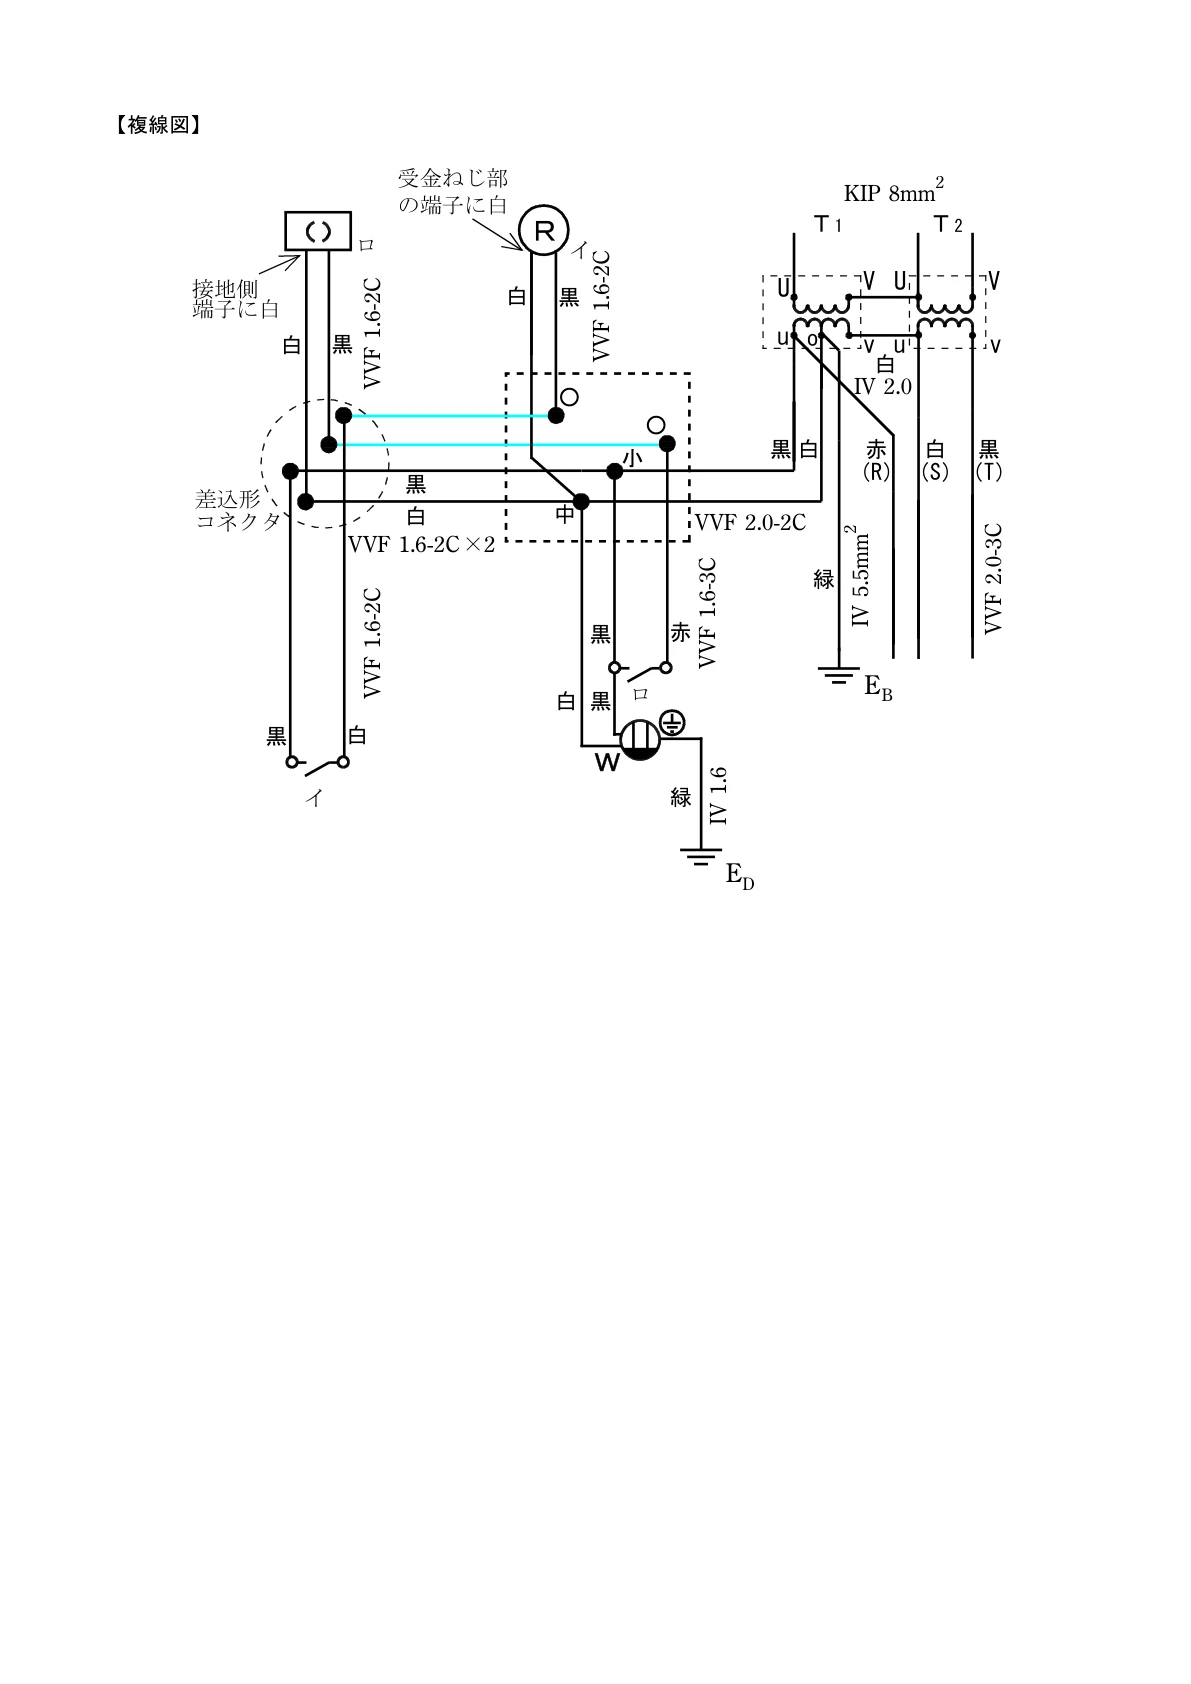 【複線図】
受金ねじ部
の端子に白
KIP 8mm2
T 1
T 2
R
ロ
イ
接地側
端子に白
白
黒
VVF 1.6-2C
白
黒
VVF 1.6-2C
U
V
U
V
u
o
v
u
v
白
IV 2.0
小
黒
白
赤
(R)
白
(S)
黒
(T)
差込形
コネクタ
黒
白
中
VVF 2.0-2C
VVF 1.6-2C×2
VVF 1.6-2C
黒
赤
VVF 1.6-3C
緑
IV 5.5mm2
VVF 2.0-3C
ロ
EB
白
黒
黒
白
イ
W
緑
IV 1.6
ED